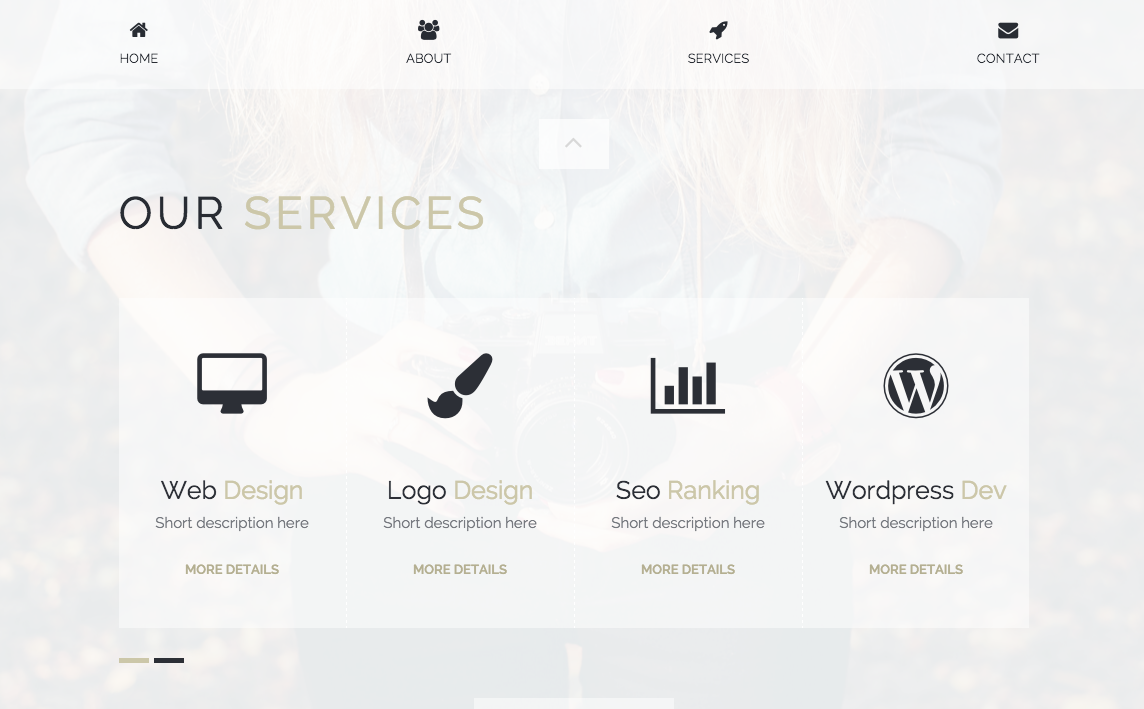 HOME ABOUT SERVICES CONTACT
OUR SERVICES
Web Design Logo Design Seo Ranking Wordpress Dev
Short description here Short description here Short description here Short description here
MORE DETAILS MORE DETAILS MORE DETAILS MORE DETAILS